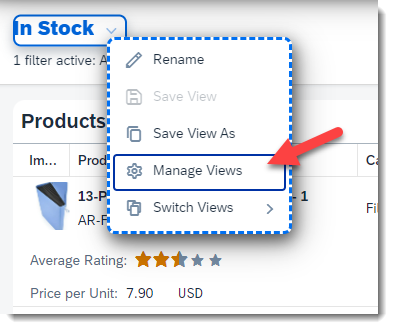 In Stock
1 filter active: A
Rename
Save View
Save View As
Manage Views
Switch Views
Products
Im... Prod Ca
13-P - 1
AR-F Fi
Average Rating:
Price per Unit: 7.90 USD